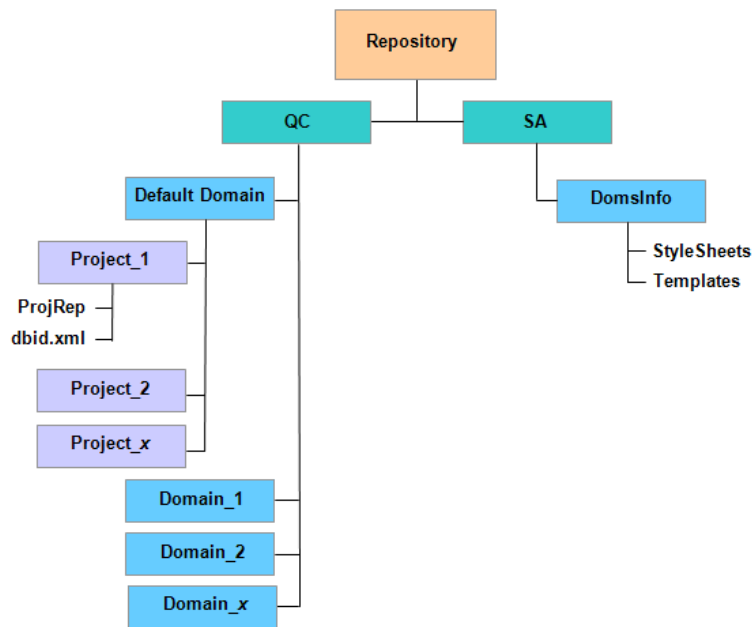 Repository
QC
SA
Default Domain
DomsInfo
Project_1
StyleSheets
Templates
ProjRep
dbid.xml
Project_2
Project_x
Domain_1
Domain_2
Domain_x